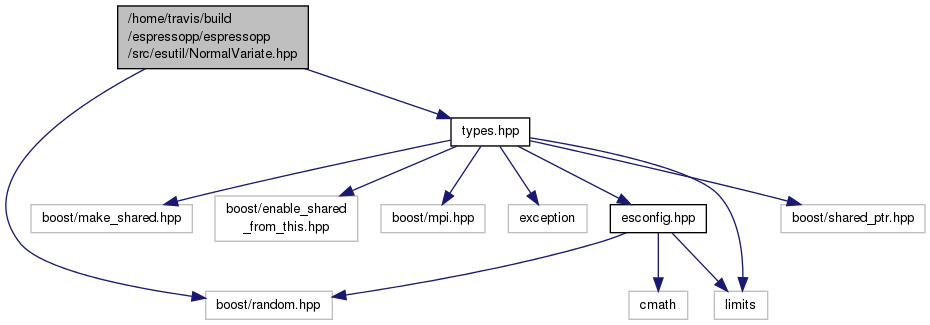 /home/travis/build
/espressopp/espressopp
/src/esutil/NormalVariate.hpp
types.hpp
boost/make_shared.hpp
boost/enable_shared
_from_this.hpp
boost/mpi.hpp
exception
esconfig.hpp
boost/shared_ptr.hpp
boost/random.hpp
cmath
limits